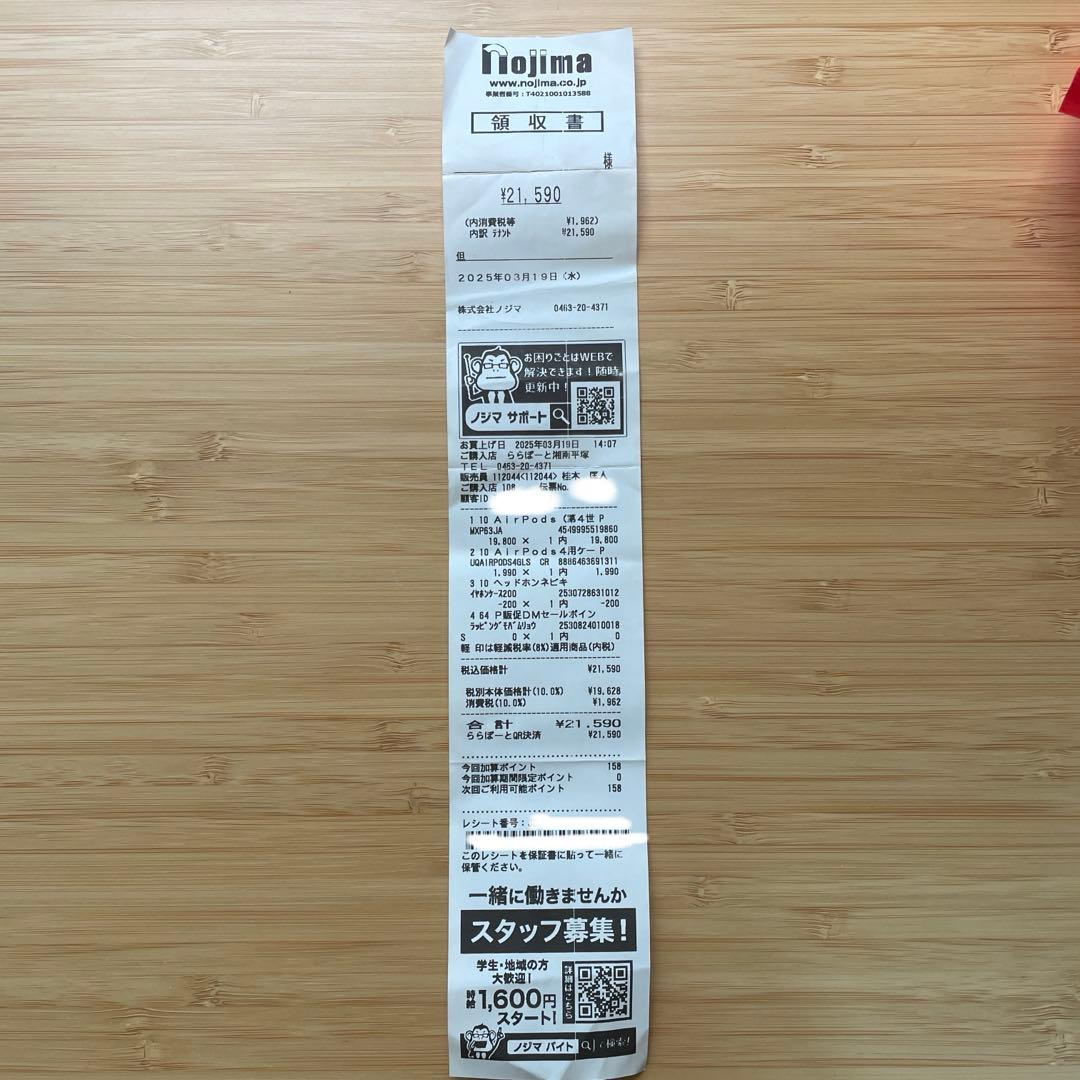 nojima
www.nojima.co.jp
事業者番号：T4021001013588
領収書
様
¥21,590
(内消費税等 ¥1,962)
内訳 テナント ¥21,590
但
2025年03月19日（水）
株式会社ノジマ 0463-20-4371
お困りごとはWEBで
解決できます！随時
更新中！
ノジマ サポート
お買上げ日 2025年03月19日 14:07
ご購入店 ららぽーと湘南平塚
TEL 0463-20-4371
販売員 112044<112044> 桂木 匡人
ご購入店 108 伝票No.
顧客ID
1 10 AirPods (第4世 P
MXP63JA 4549995519860
19,800 × 1 内 19,800
2 10 AirPods4用ケー P
UQAIRPODS4GLS CR 8886463691311
1,990 × 1 内 1,990
3 10 ヘッドホンネビキ
イヤホンケース200 2530728631012
-200 × 1 内 -200
4 64 P販促DMセールポイン
ラッピングモバムリョウ 2530824010018
S 0 × 1 内 0
軽 印は軽減税率(8%)適用商品(内税)
税込価格計 ¥21,590
税別本体価格計(10.0%) ¥19,628
消費税(10.0%) ¥1,962
合計 ¥21,590
ららぽーとQR決済 ¥21,590
今回加算ポイント 158
今回加算期間限定ポイント 0
次回ご利用可能ポイント 158
レシート番号：
このレシートを保証書に貼って一緒に
保管ください。
一緒に働きませんか
スタッフ募集！
学生・地域の方
大歓迎！
時給1,600円
スタート！
詳細はこちら
ノジマ バイト